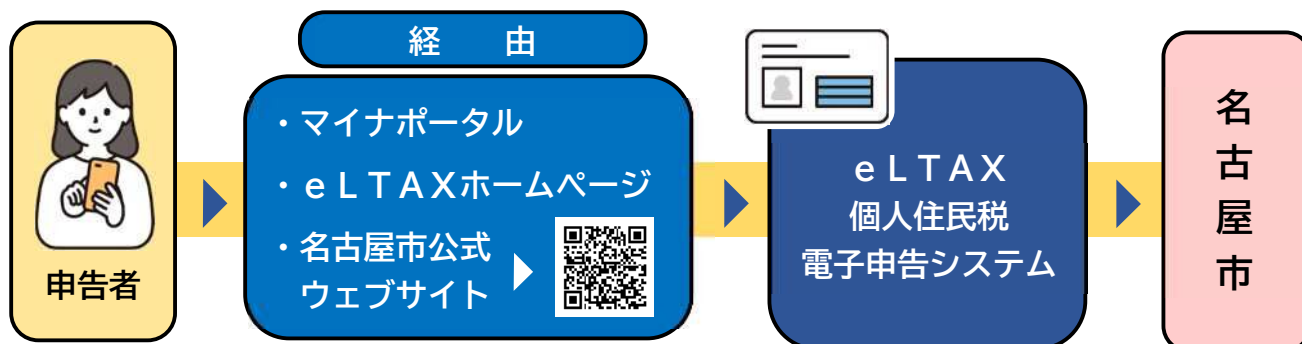 申告者
経　由
・マイナポータル
・ｅＬＴＡＸホームページ
・名古屋市公式
ウェブサイト
ｅＬＴＡＸ
個人住民税
電子申告システム
名古屋市